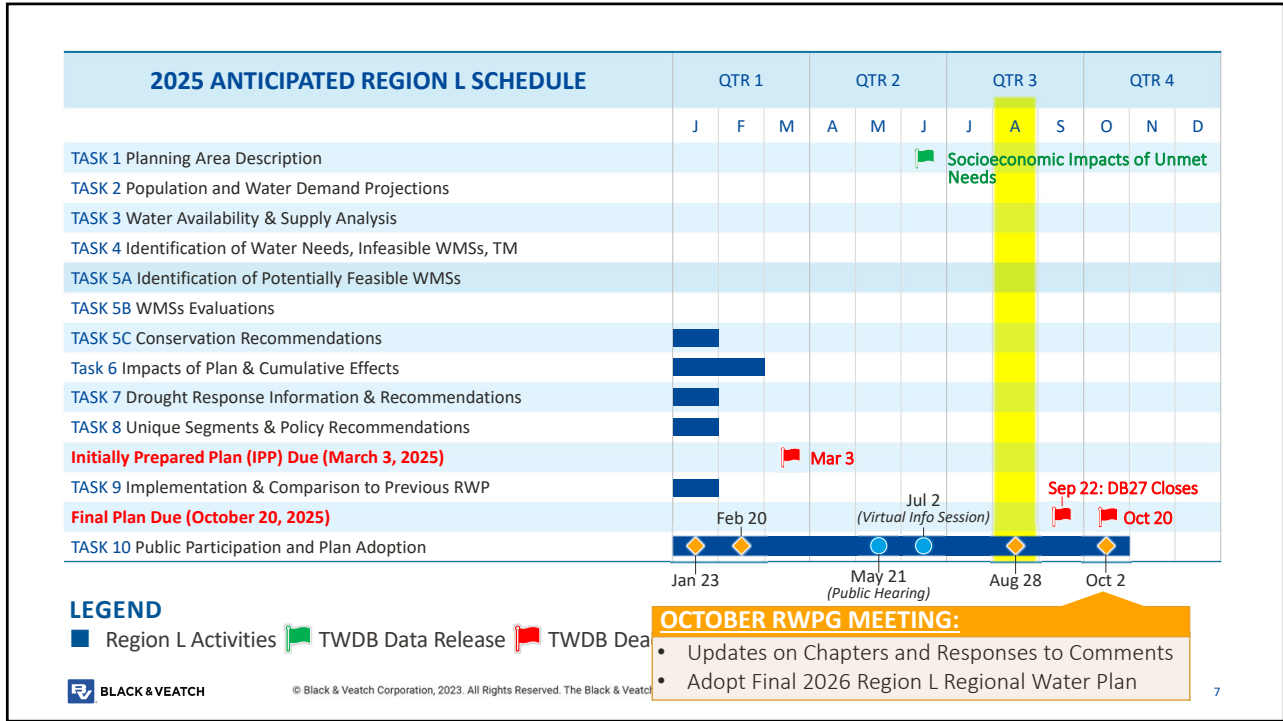 2025 ANTICIPATED REGION L SCHEDULE
QTR 1 QTR 2 QTR 3 QTR 4
J F M A M J J A S O N D
TASK 1 Planning Area Description
Socioeconomic Impacts of Unmet
Needs
TASK 2 Population and Water Demand Projections
TASK 3 Water Availability & Supply Analysis
TASK 4 Identification of Water Needs, Infeasible WMSs, TM
TASK 5A Identification of Potentially Feasible WMSs
TASK 5B WMSs Evaluations
TASK 5C Conservation Recommendations
Task 6 Impacts of Plan & Cumulative Effects
TASK 7 Drought Response Information & Recommendations
TASK 8 Unique Segments & Policy Recommendations
Initially Prepared Plan (IPP) Due (March 3, 2025)
Mar 3
TASK 9 Implementation & Comparison to Previous RWP
Sep 22: DB27 Closes
Jul 2
(Virtual Info Session)
Final Plan Due (October 20, 2025)
Feb 20
Oct 20
TASK 10 Public Participation and Plan Adoption
Jan 23
May 21
(Public Hearing)
Aug 28
Oct 2
LEGEND
Region L Activities TWDB Data Release TWDB
OCTOBER RWPG MEETING:
• Updates on Chapters and Responses to Comments
• Adopt Final 2026 Region L Regional Water Plan
BLACK & VEATCH
© Black & Veatch Corporation, 2023. All Rights Reserved. The Black &
7